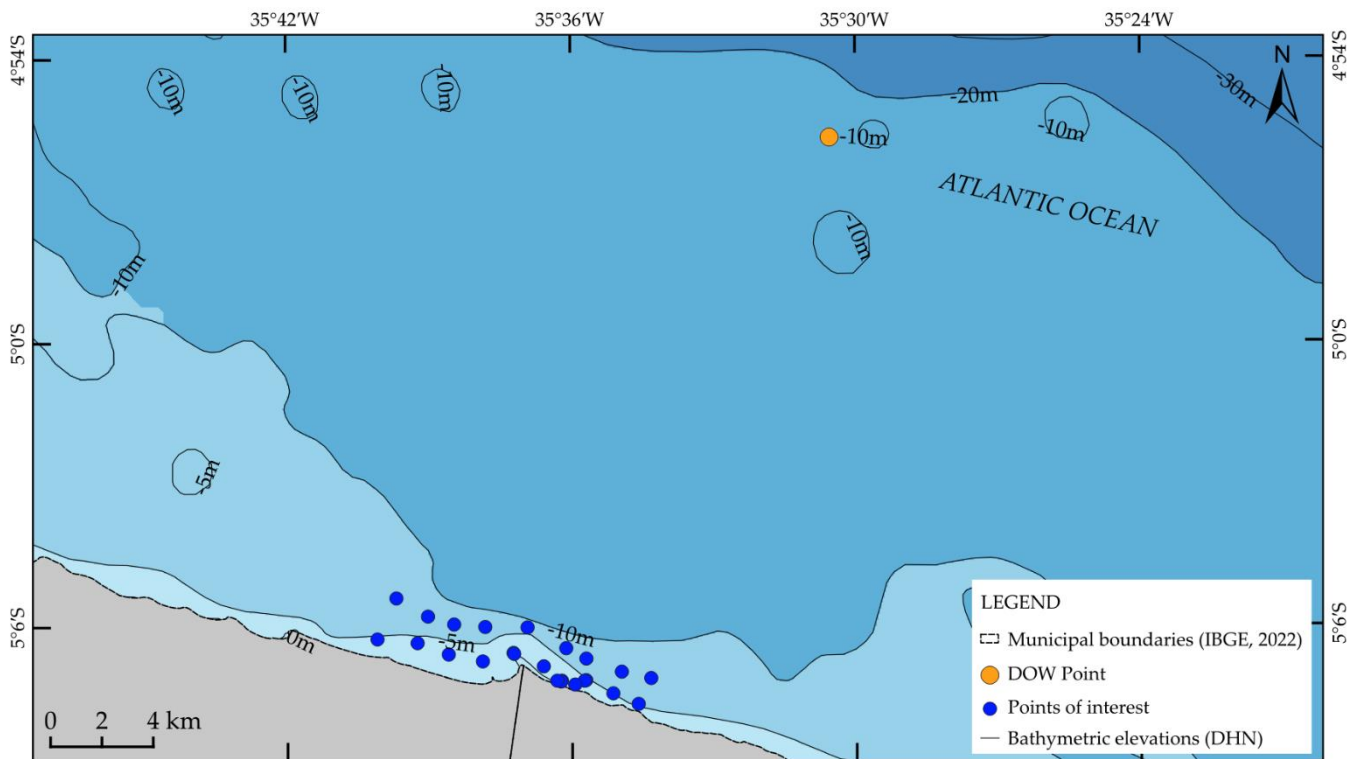 35°42'W 35°36'W 35°30'W 35°24'W
4°54'S
4°54'S
N
-10m
-10m
-10m
-20m
-30m
-10m
-10m
ATLANTIC OCEAN
-10m
-10m
5°0'S
5°0'S
-5m
5°6'S
5°6'S
0m
-5m
-10m
0 2 4 km
LEGEND
Municipal boundaries (IBGE, 2022)
DOW Point
Points of interest
Bathymetric elevations (DHN)